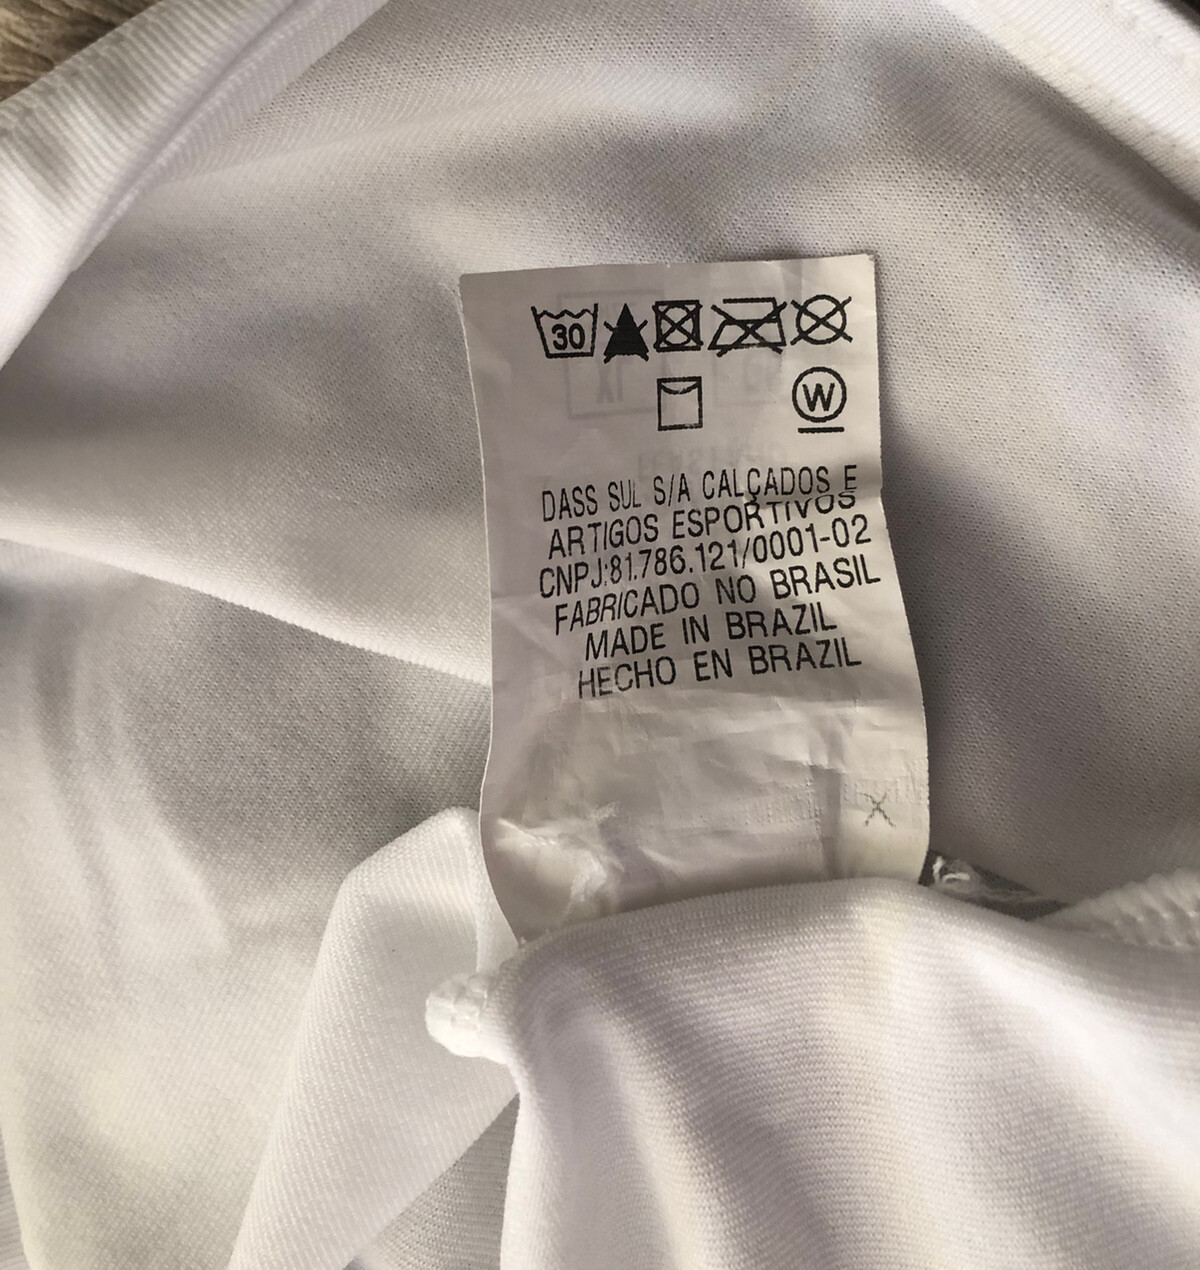 30
W
DASS SUL S/A CALÇADOS E
ARTIGOS ESPORTIVOS
CNPJ:81.786.121/0001-02
FABRICADO NO BRASIL
MADE IN BRAZIL
HECHO EN BRAZIL